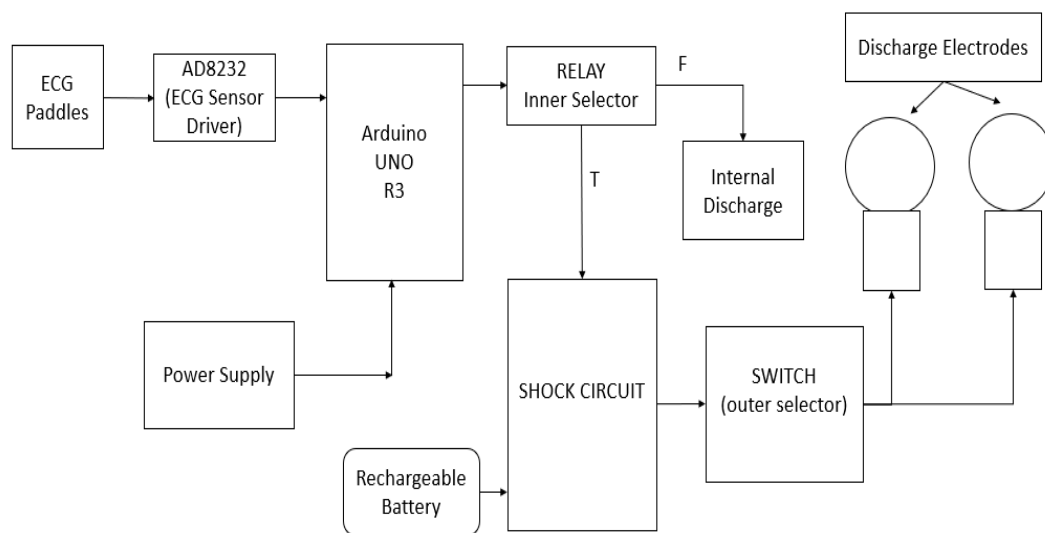 ECG
Paddles
AD8232
(ECG Sensor
Driver)
Arduino
UNO
R3
RELAY
Inner Selector
F
T
Internal
Discharge
Discharge Electrodes
Power Supply
SHOCK CIRCUIT
SWITCH
(outer selector)
Rechargeable
Battery